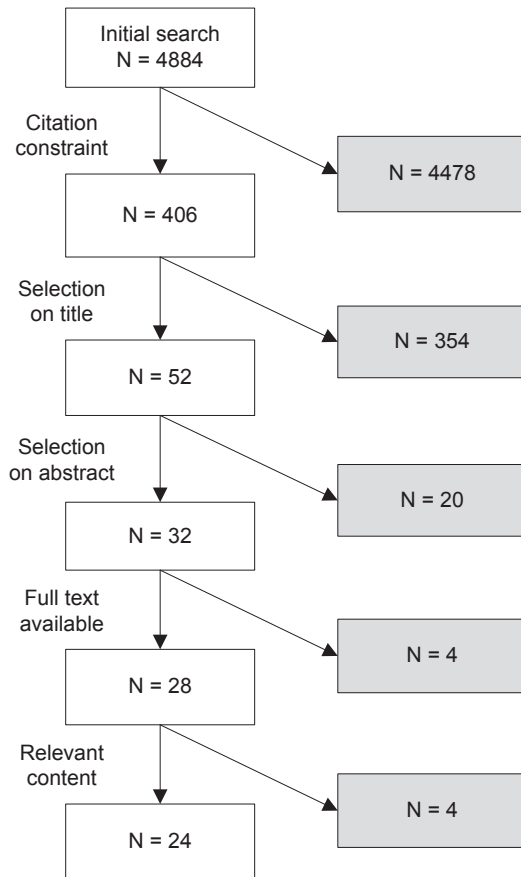 Initial search
N = 4884
Citation
constraint
N = 4478
N = 406
Selection
on title
N = 354
N = 52
Selection
on abstract
N = 20
N = 32
Full text
available
N = 4
N = 28
Relevant
content
N = 4
N = 24